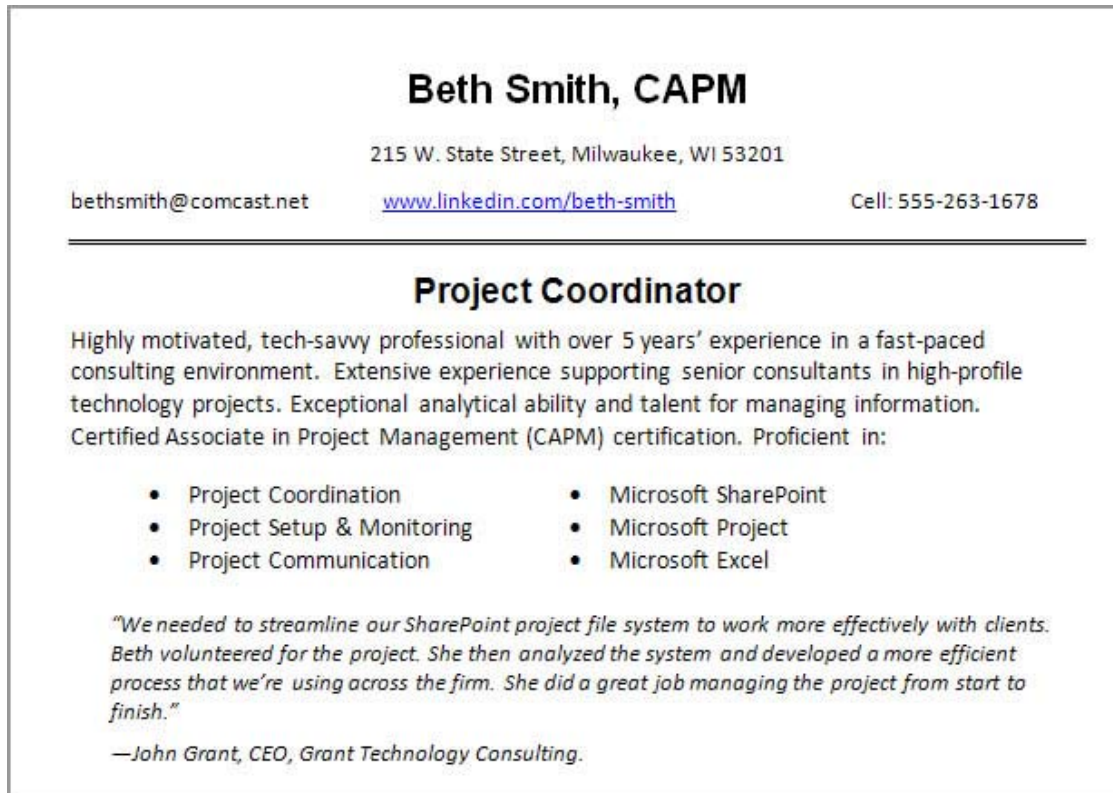 Beth Smith, CAPM
215 W. State Street, Milwaukee, WI 53201
bethsmith@comcast.net www.linkedin.com/beth-smith Cell: 555-263-1678
Project Coordinator
Highly motivated, tech-savvy professional with over 5 years’ experience in a fast-paced
consulting environment. Extensive experience supporting senior consultants in high-profile
technology projects. Exceptional analytical ability and talent for managing information.
Certified Associate in Project Management (CAPM) certification. Proficient in:
• Project Coordination • Microsoft SharePoint
• Project Setup & Monitoring • Microsoft Project
• Project Communication • Microsoft Excel
“We needed to streamline our SharePoint project file system to work more effectively with clients.
Beth volunteered for the project. She then analyzed the system and developed a more efficient
process that we’re using across the firm. She did a great job managing the project from start to
finish.”
—John Grant, CEO, Grant Technology Consulting.